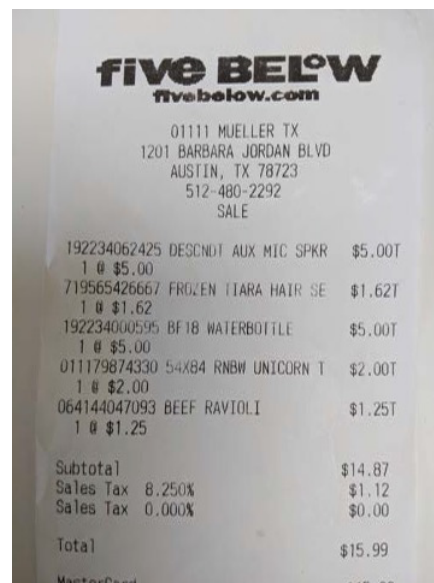 five BELOW
fivebelow.com
01111 MUELLER TX
1201 BARBARA JORDAN BLVD
AUSTIN, TX 78723
512-480-2292
SALE
192234062425 DESCNDT AUX MIC SPKR $5.00T
1 @ $5.00
719565426667 FROZEN TIARA HAIR SE $1.62T
1 @ $1.62
192234000595 BF18 WATERBOTTLE $5.00T
1 @ $5.00
011179874330 54X84 RNBW UNICORN T $2.00T
1 @ $2.00
064144047093 BEEF RAVIOLI $1.25T
1 @ $1.25
Subtotal $14.87
Sales Tax 8.250% $1.12
Sales Tax 0.000% $0.00
Total $15.99
MasterCard